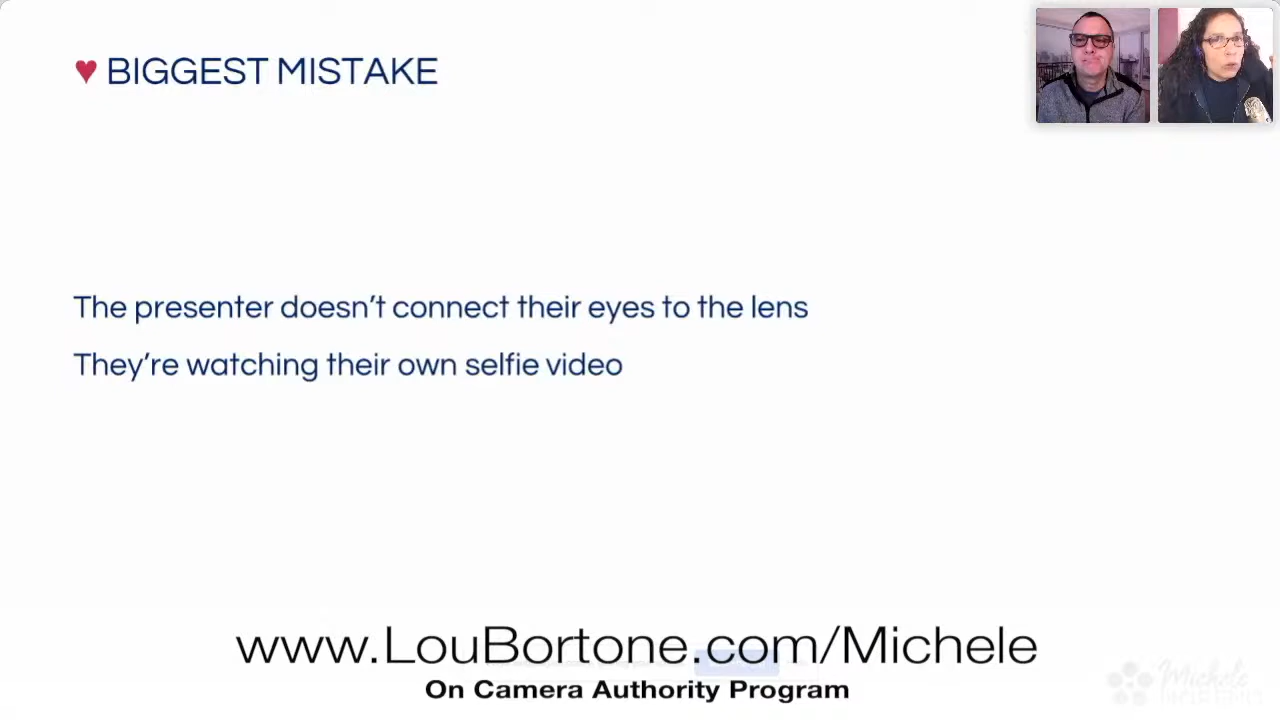 ♥ BIGGEST MISTAKE
The presenter doesn’t connect their eyes to the lens
They’re watching their own selfie video
www.LouBortone.com/Michele
On Camera Authority Program
Michele